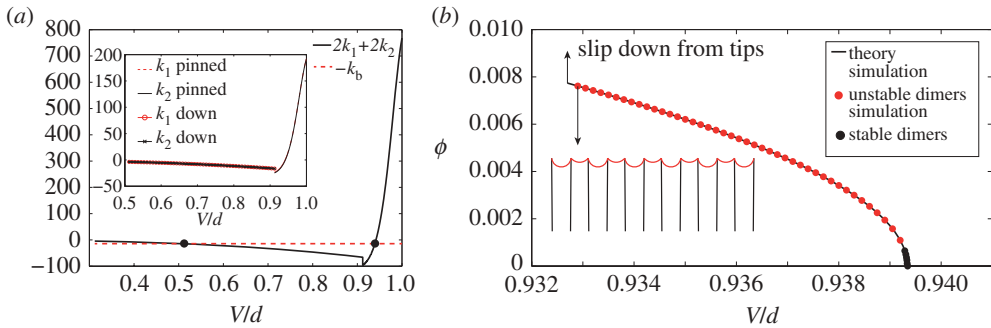 (a)
800
700
600
500
400
300
200
100
0
−100
0.4 0.5 0.6 0.7 0.8 0.9 1.0
V/d
2k1+2k2
−kb
200
150
100
50
0
−50
0.5 0.6 0.7 0.8 0.9 1.0
V/d
k1 pinned
k2 pinned
k1 down
k2 down
(b)
0.010
0.008
0.006
0.004
0.002
0
ϕ
0.932 0.934 0.936 0.938 0.940
V/d
slip down from tips
theory
simulation
unstable dimers
simulation
stable dimers